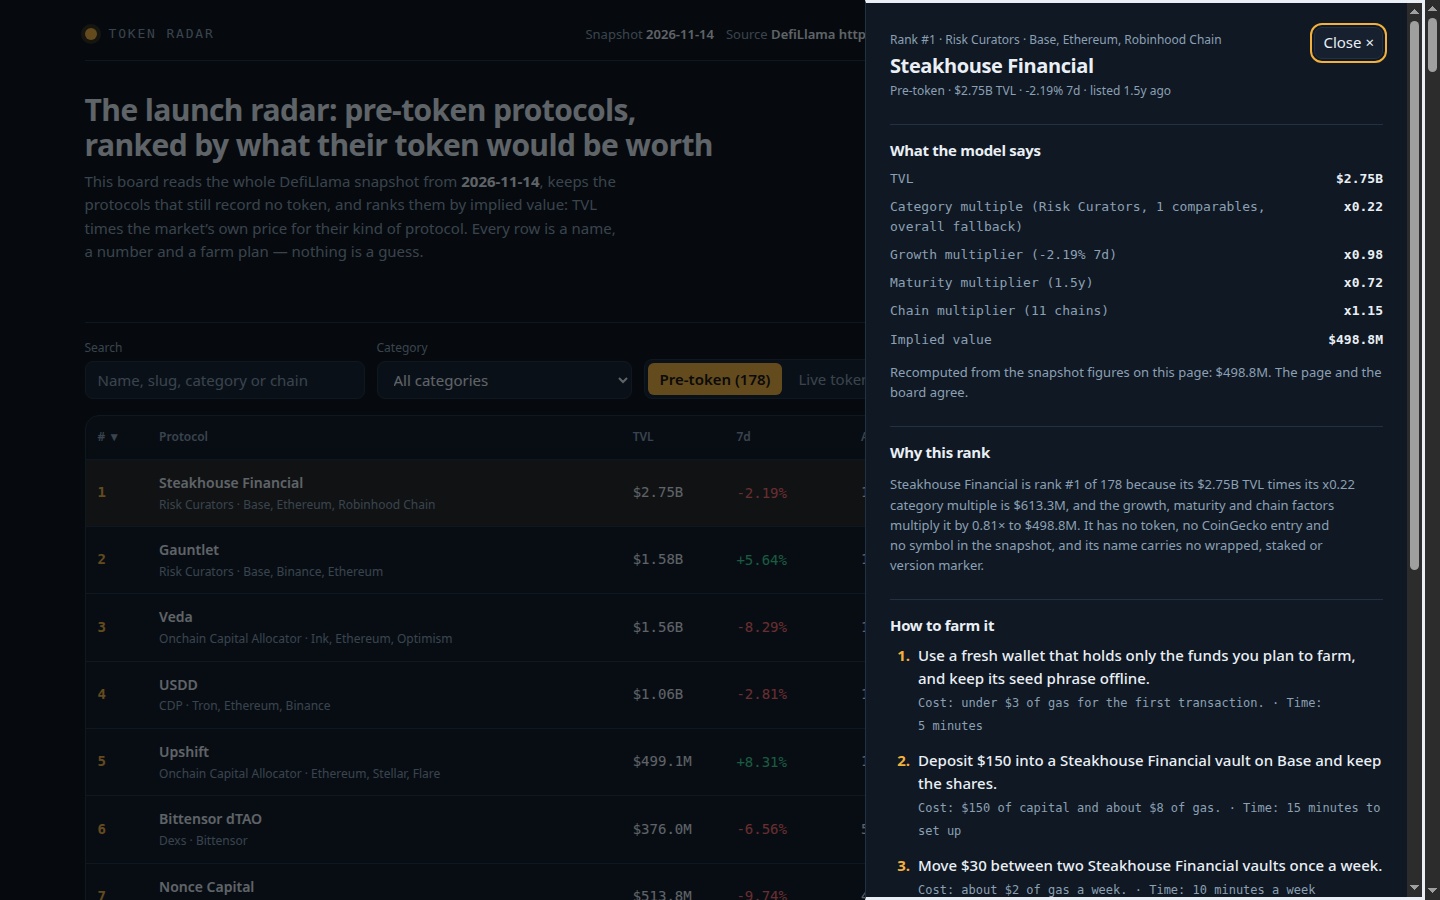 TOKEN RADAR
Snapshot 2026-11-14 Source DefiLlama http
The launch radar: pre-token protocols,
ranked by what their token would be worth
This board reads the whole DefiLlama snapshot from 2026-11-14, keeps the
protocols that still record no token, and ranks them by implied value: TVL
times the market's own price for their kind of protocol. Every row is a name,
a number and a farm plan — nothing is a guess.
Search
Category
Name, slug, category or chain
All categories
Pre-token (178)
Live token
# ▼ Protocol TVL 7d
1 Steakhouse Financial $2.75B -2.19%
Risk Curators · Base, Ethereum, Robinhood Chain
2 Gauntlet $1.58B +5.64%
Risk Curators · Base, Binance, Ethereum
3 Veda $1.56B -8.29%
Onchain Capital Allocator · Ink, Ethereum, Optimism
4 USDD $1.06B -2.81%
CDP · Tron, Ethereum, Binance
5 Upshift $499.1M +8.31%
Onchain Capital Allocator · Ethereum, Stellar, Flare
6 Bittensor dTAO $376.0M -6.56%
Dexs · Bittensor
7 Nonce Capital $513.8M -9.74%
Rank #1 · Risk Curators · Base, Ethereum, Robinhood Chain
Close ×
Steakhouse Financial
Pre-token · $2.75B TVL · -2.19% 7d · listed 1.5y ago
What the model says
TVL $2.75B
Category multiple (Risk Curators, 1 comparables, x0.22
overall fallback)
Growth multiplier (-2.19% 7d) x0.98
Maturity multiplier (1.5y) x0.72
Chain multiplier (11 chains) x1.15
Implied value $498.8M
Recomputed from the snapshot figures on this page: $498.8M. The page and the
board agree.
Why this rank
Steakhouse Financial is rank #1 of 178 because its $2.75B TVL times its x0.22
category multiple is $613.3M, and the growth, maturity and chain factors
multiply it by 0.81× to $498.8M. It has no token, no CoinGecko entry and
no symbol in the snapshot, and its name carries no wrapped, staked or
version marker.
How to farm it
1. Use a fresh wallet that holds only the funds you plan to farm,
and keep its seed phrase offline.
Cost: under $3 of gas for the first transaction. · Time:
5 minutes
2. Deposit $150 into a Steakhouse Financial vault on Base and keep
the shares.
Cost: $150 of capital and about $8 of gas. · Time: 15 minutes to
set up
3. Move $30 between two Steakhouse Financial vaults once a week.
Cost: about $2 of gas a week. · Time: 10 minutes a week